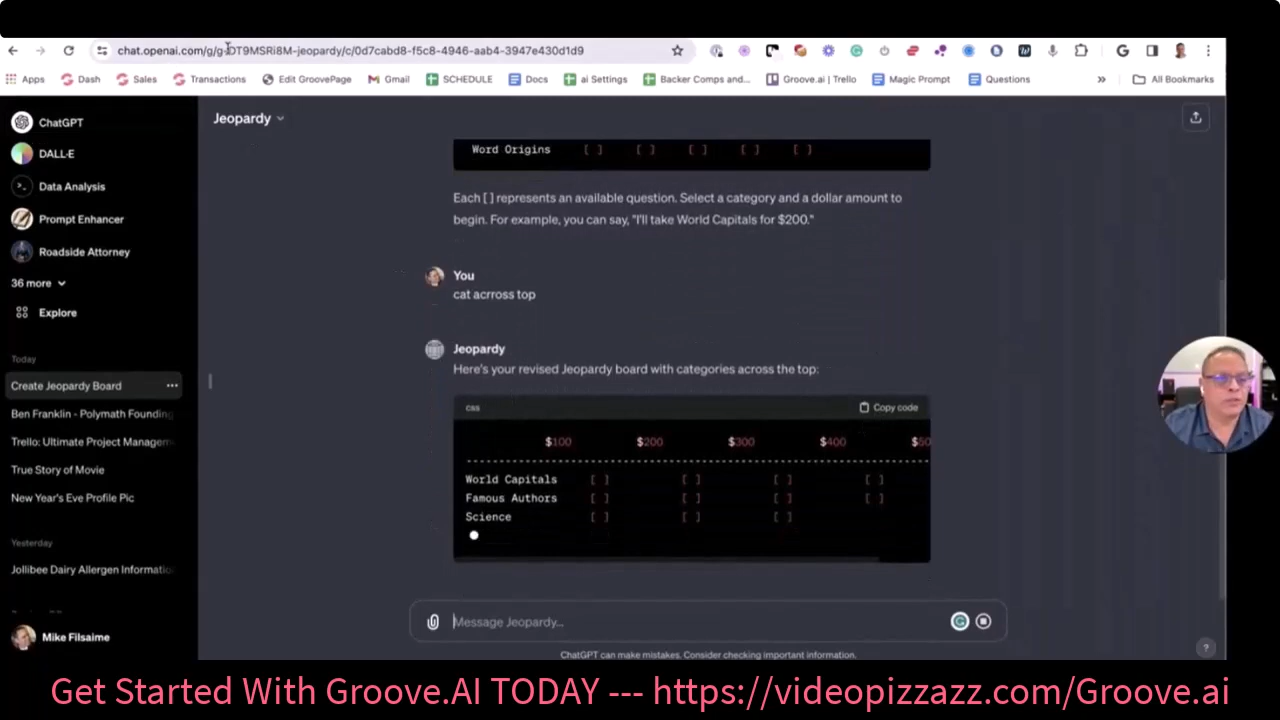 chat.openai.com/g/g-DT9MSRi8M-jeopardy/c/0d7cabd8-f5c8-4946-aab4-3947e430d1d9
Apps Dash Sales Transactions Edit GroovePage Gmail SCHEDULE Docs ai Settings Backer Comps and... Groove.ai | Trello Magic Prompt Questions » All Bookmarks
ChatGPT
DALL·E
Data Analysis
Prompt Enhancer
Roadside Attorney
36 more
Explore
Today
Create Jeopardy Board ...
Ben Franklin - Polymath Founding
Trello: Ultimate Project Managem
True Story of Movie
New Year's Eve Profile Pic
Yesterday
Jollibee Dairy Allergen Informatio
Mike Filsaime
Jeopardy
Word Origins [ ] [ ] [ ] [ ] [ ]
Each [ ] represents an available question. Select a category and a dollar amount to
begin. For example, you can say, "I'll take World Capitals for $200."
You
cat acrross top
Jeopardy
Here's your revised Jeopardy board with categories across the top:
css Copy code
$100 $200 $300 $400 $50
World Capitals [ ] [ ] [ ] [ ]
Famous Authors [ ] [ ] [ ] [ ]
Science [ ] [ ] [ ]
Message Jeopardy...
ChatGPT can make mistakes. Consider checking important information.
?
Get Started With Groove.AI TODAY --- https://videopizzazz.com/Groove.ai